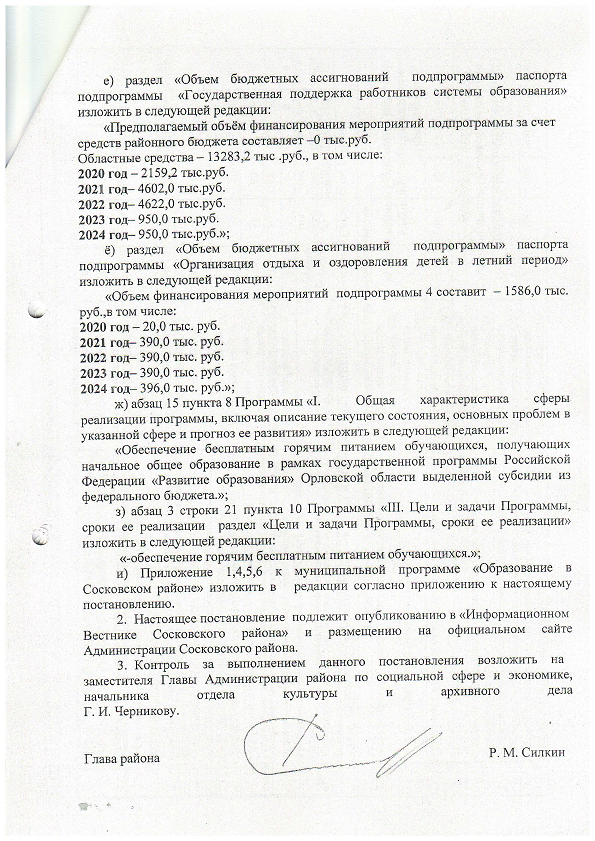 е) раздел «Объем бюджетных ассигнований подпрограммы» паспорта
подпрограммы «Государственная поддержка работников системы образования»
изложить в следующей редакции:
«Предполагаемый объём финансирования мероприятий подпрограммы за счет
средств районного бюджета составляет –0 тыс.руб.
Областные средства – 13283,2 тыс .руб., в том числе:
2020 год – 2159,2 тыс.руб.
2021 год– 4602,0 тыс.руб.
2022 год– 4622,0 тыс.руб.
2023 год– 950,0 тыс.руб.
2024 год– 950,0 тыс.руб.»;
ё) раздел «Объем бюджетных ассигнований подпрограммы» паспорта
подпрограммы «Организация отдыха и оздоровления детей в летний период»
изложить в следующей редакции:
«Объем финансирования мероприятий подпрограммы 4 составит – 1586,0 тыс.
руб.,в том числе:
2020 год – 20,0 тыс. руб.
2021 год– 390,0 тыс. руб.
2022 год– 390,0 тыс. руб.
2023 год– 390,0 тыс. руб.
2024 год– 396,0 тыс. руб.»;
ж) абзац 15 пункта 8 Программы «I. Общая характеристика сферы
реализации программы, включая описание текущего состояния, основных проблем в
указанной сфере и прогноз ее развития» изложить в следующей редакции:
«Обеспечение бесплатным горячим питанием обучающихся, получающих
начальное общее образование в рамках государственной программы Российской
Федерации «Развитие образования» Орловской области выделенной субсидии из
федерального бюджета.»;
з) абзац 3 строки 21 пункта 10 Программы «III. Цели и задачи Программы,
сроки ее реализации раздел «Цели и задачи Программы, сроки ее реализации»
изложить в следующей редакции:
«-обеспечение горячим бесплатным питанием обучающихся.»;
и) Приложение 1,4,5,6 к муниципальной программе «Образование в
Сосковском районе» изложить в редакции согласно приложению к настоящему
постановлению.
2. Настоящее постановление подлежит опубликованию в «Информационном
Вестнике Сосковского района» и размещению на официальном сайте
Администрации Сосковского района.
3. Контроль за выполнением данного постановления возложить на
заместителя Главы Администрации района по социальной сфере и экономике,
начальника отдела культуры и архивного дела
Г. И. Черникову.
Глава района Р. М. Силкин